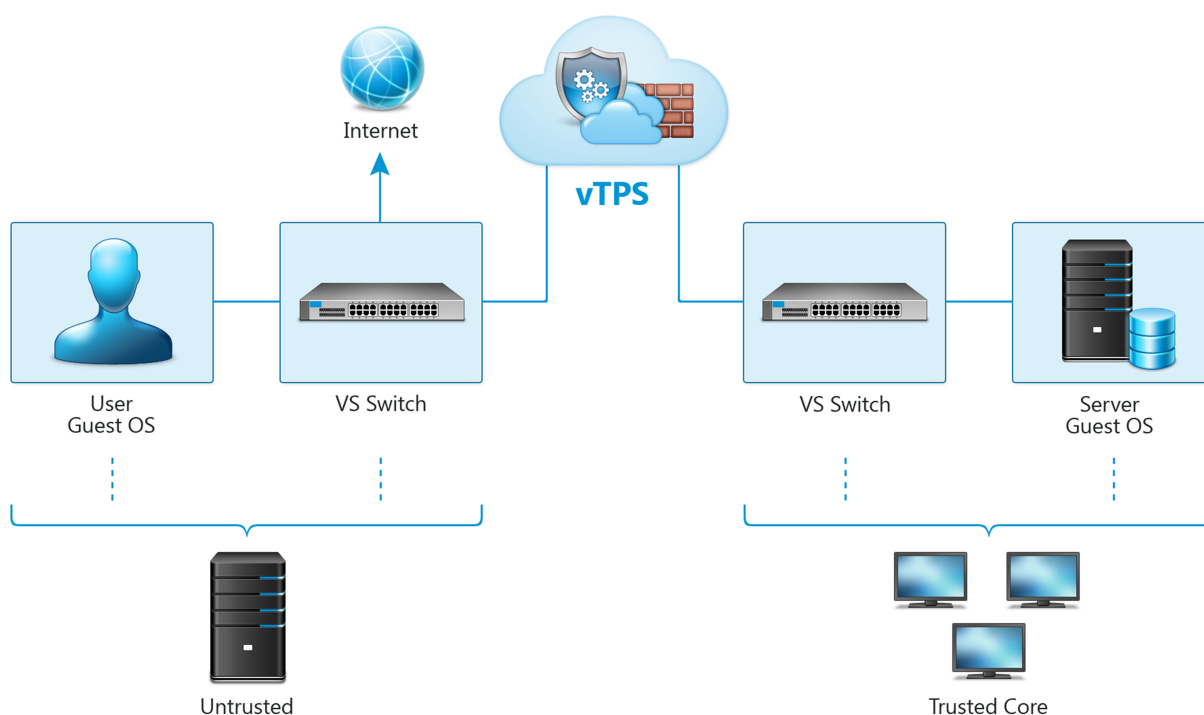 Internet
vTPS
User
Guest OS
VS Switch
VS Switch
Server
Guest OS
Untrusted
Trusted Core